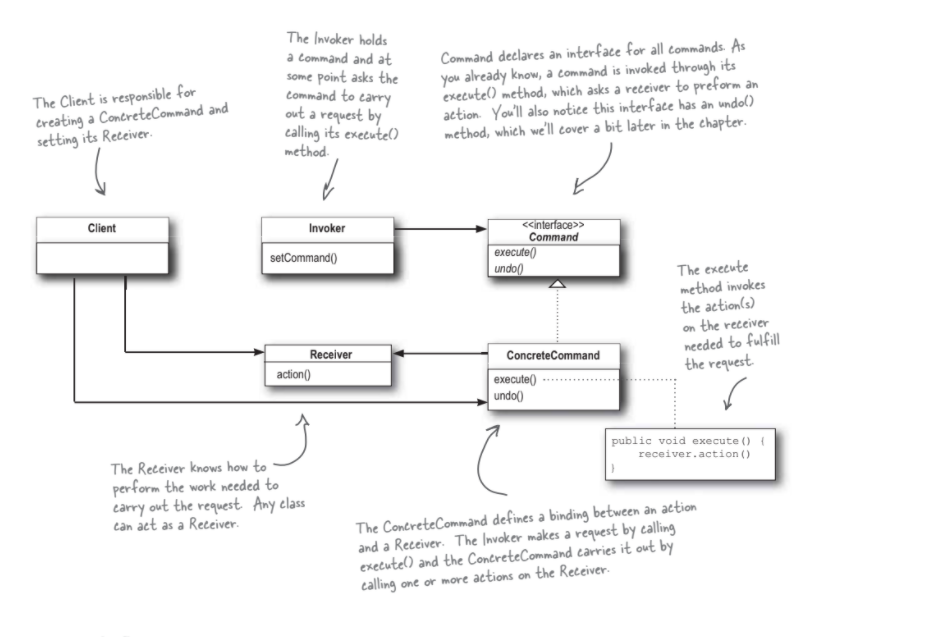 The Invoker holds
a command and at
some point asks the
command to carry
out a request by
calling its execute()
method.
Command declares an interface for all commands. As
you already know, a command is invoked through its
execute() method, which asks a receiver to preform an
action. You'll also notice this interface has an undo()
method, which we'll cover a bit later in the chapter.
The Client is responsible for
creating a ConcreteCommand and
setting its Receiver.
Client
Invoker
setCommand()
<<interface>>
Command
execute()
undo()
The execute
method invokes
the action(s)
on the receiver
needed to fulfill
the request.
Receiver
action()
ConcreteCommand
execute()
undo()
public void execute() {
receiver.action()
}
The Receiver knows how to
perform the work needed to
carry out the request. Any class
can act as a Receiver.
The ConcreteCommand defines a binding between an action
and a Receiver. The Invoker makes a request by calling
execute() and the ConcreteCommand carries it out by
calling one or more actions on the Receiver.